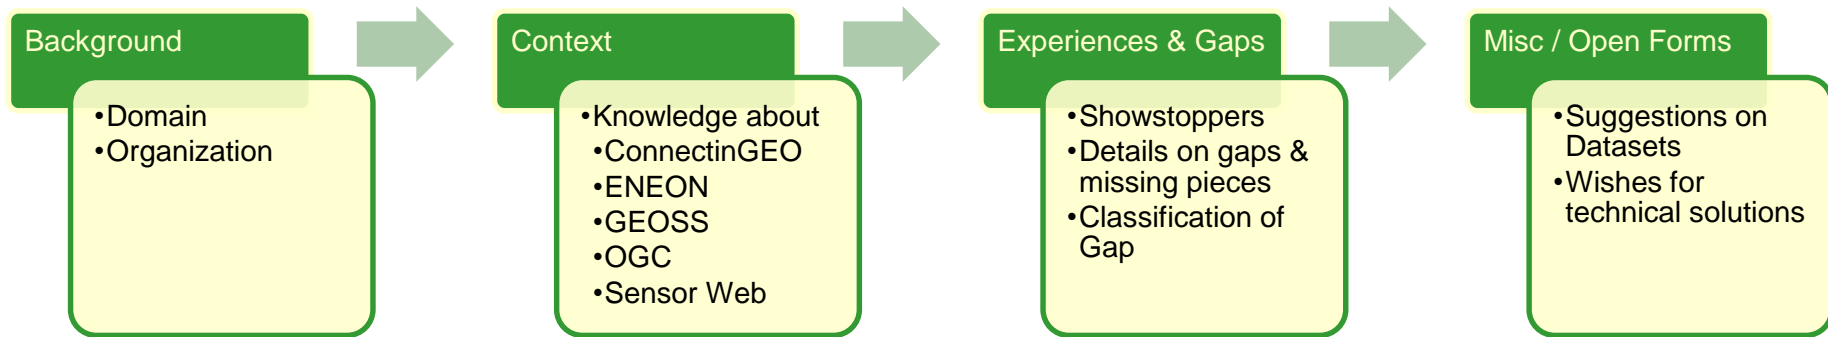 Background
•Domain
•Organization
Context
•Knowledge about
•ConnectinGEO
•ENEON
•GEOSS
•OGC
•Sensor Web
Experiences & Gaps
•Showstoppers
•Details on gaps &
missing pieces
•Classification of
Gap
Misc / Open Forms
•Suggestions on
Datasets
•Wishes for
technical solutions